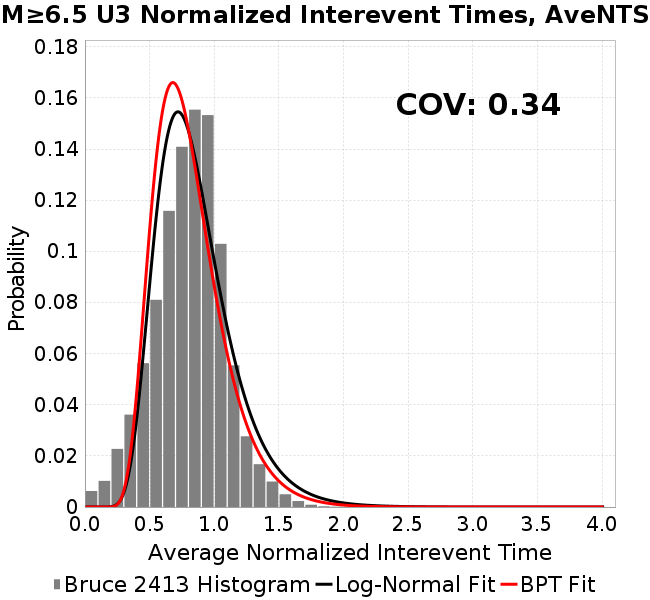 M≥6.5 U3 Normalized Interevent Times, AveNTS
COV: 0.34
Probability
0.18
0.16
0.14
0.12
0.1
0.08
0.06
0.04
0.02
0
0.0 0.5 1.0 1.5 2.0 2.5 3.0 3.5 4.0
Average Normalized Interevent Time
Bruce 2413 Histogram Log-Normal Fit BPT Fit